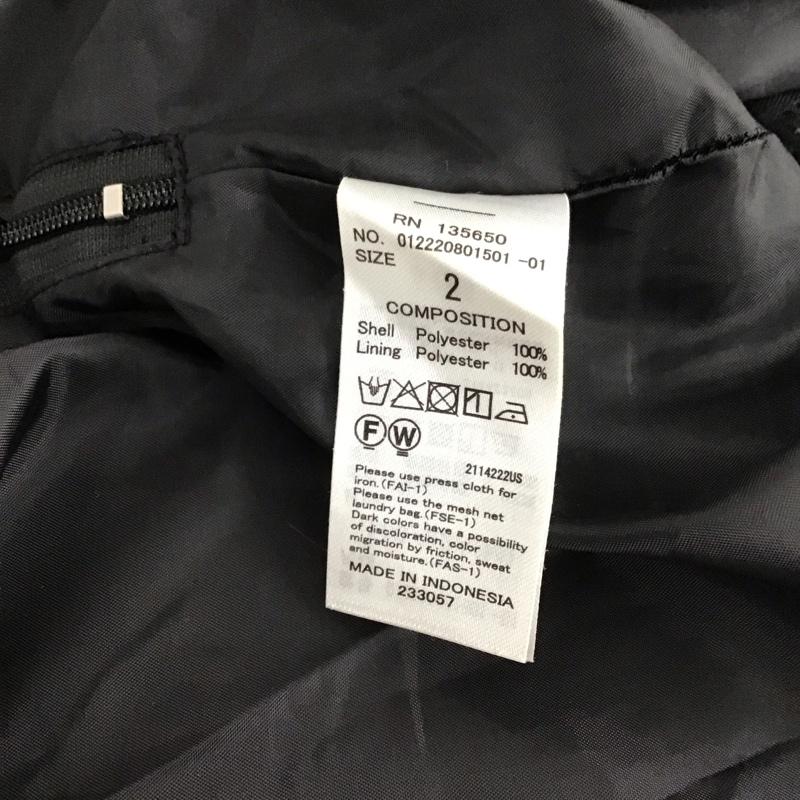 RN 135650
NO. 012220801501 -01
SIZE
2
COMPOSITION
Shell Polyester 100%
Lining Polyester 100%
F W
2114222US
Please use press cloth for
iron.(FAI-1)
Please use the mesh net
laundry bag.(FSE-1)
Dark colors have a possibility
of discoloration, color
migration by friction, sweat
and moisture.(FAS-1)
MADE IN INDONESIA
233057